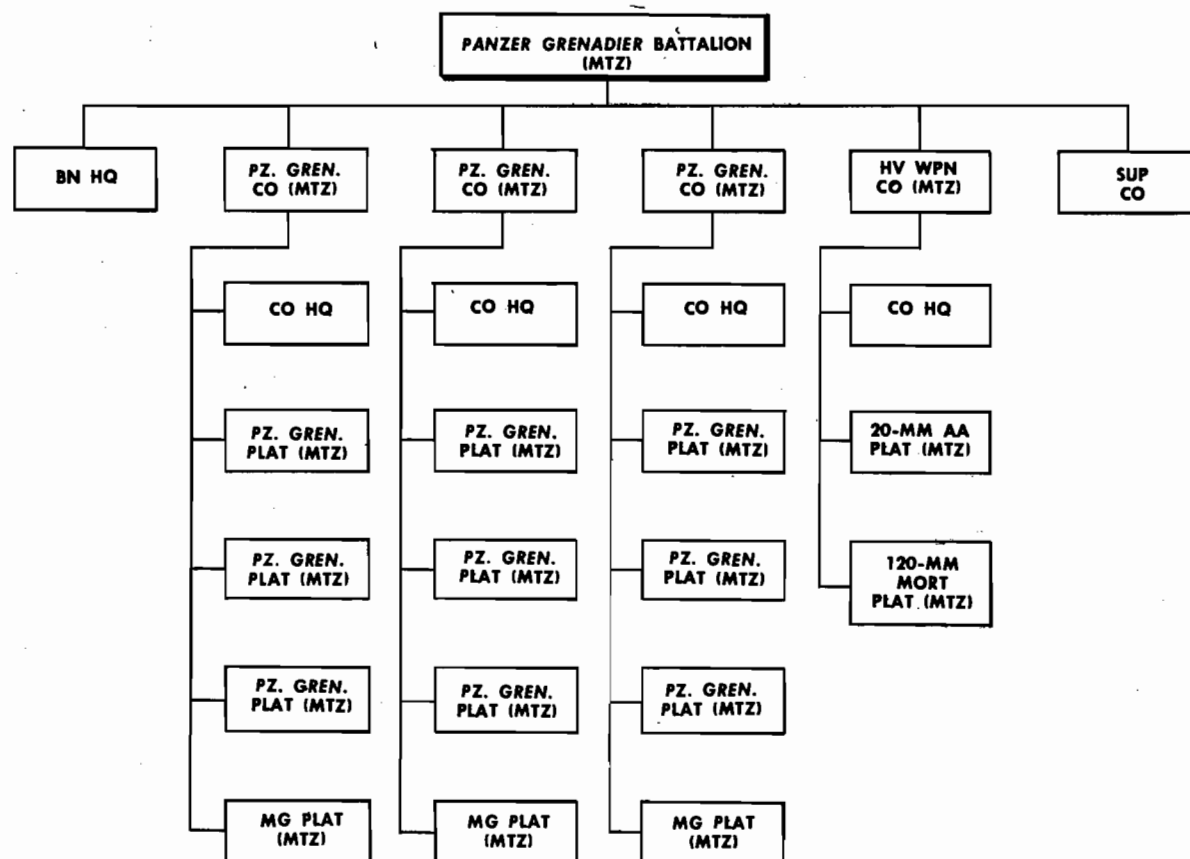 PANZER GRENADIER BATTALION
(MTZ)
BN HQ
PZ. GREN.
CO (MTZ)
PZ. GREN.
CO (MTZ)
PZ. GREN.
CO (MTZ)
HV WPN
CO (MTZ)
SUP
CO
CO HQ
CO HQ
CO HQ
CO HQ
PZ. GREN.
PLAT (MTZ)
PZ. GREN.
PLAT (MTZ)
PZ. GREN.
PLAT (MTZ)
20-MM AA
PLAT (MTZ)
PZ. GREN.
PLAT (MTZ)
PZ. GREN.
PLAT (MTZ)
PZ. GREN.
PLAT (MTZ)
120-MM
MORT
PLAT (MTZ)
PZ. GREN.
PLAT (MTZ)
PZ. GREN.
PLAT (MTZ)
PZ. GREN.
PLAT (MTZ)
MG PLAT
(MTZ)
MG PLAT
(MTZ)
MG PLAT
(MTZ)